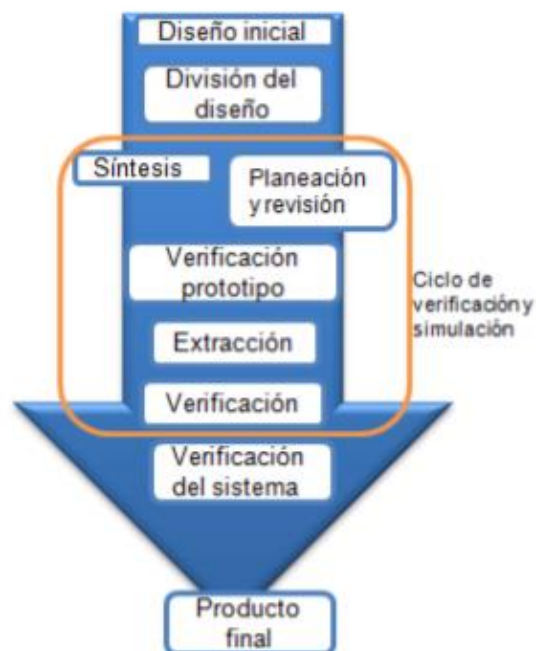 Diseño inicial
División del
diseño
Síntesis
Planeación
y revisión
Verificación
prototipo
Ciclo de
verificación y
simulación
Extracción
Verificación
Verificación
del sistema
Producto
final